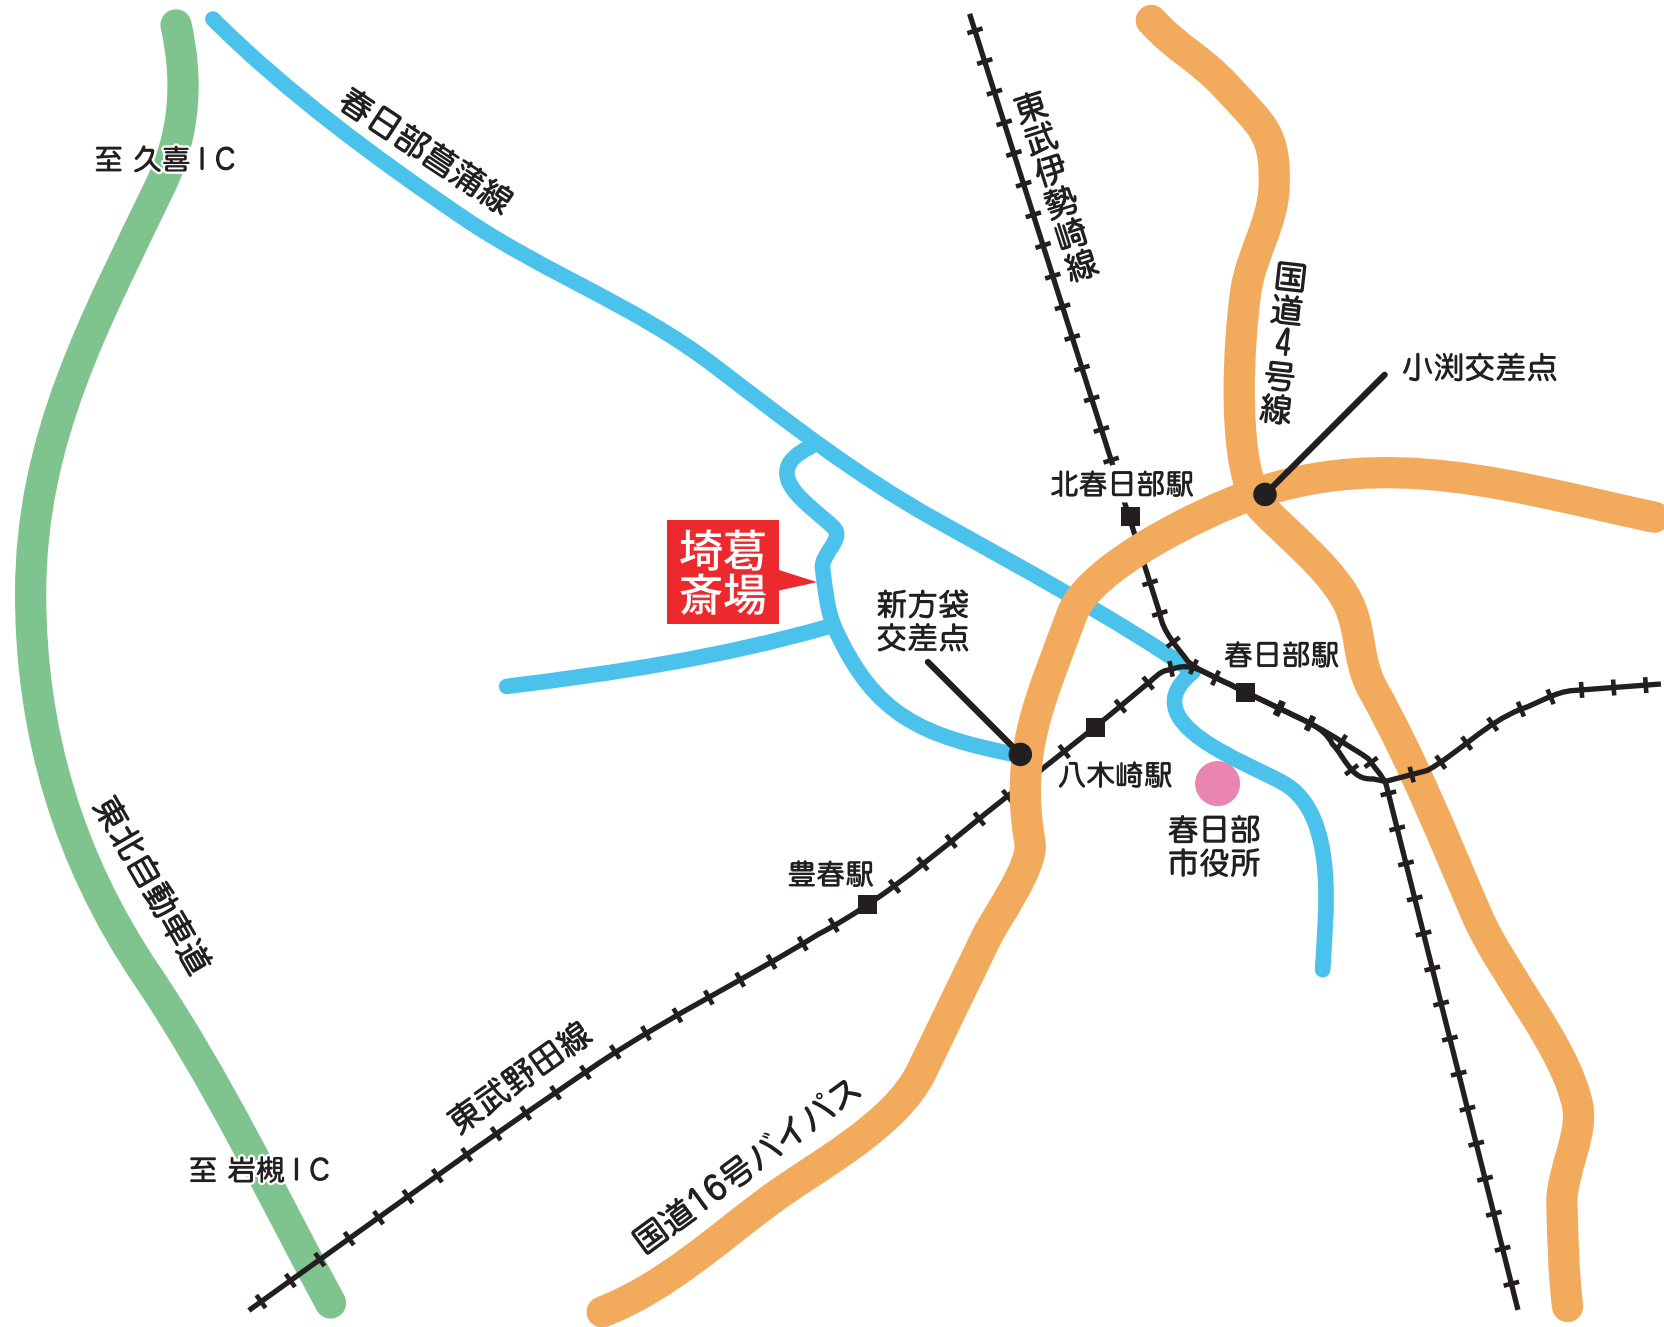 至 久喜IC
春日部菖蒲線
東武伊勢崎線
国道4号線
小渕交差点
北春日部駅
埼葛
斎場
新方袋
交差点
春日部駅
八木崎駅
春日部
市役所
豊春駅
東北自動車道
東武野田線
至 岩槻IC
国道16号バイパス